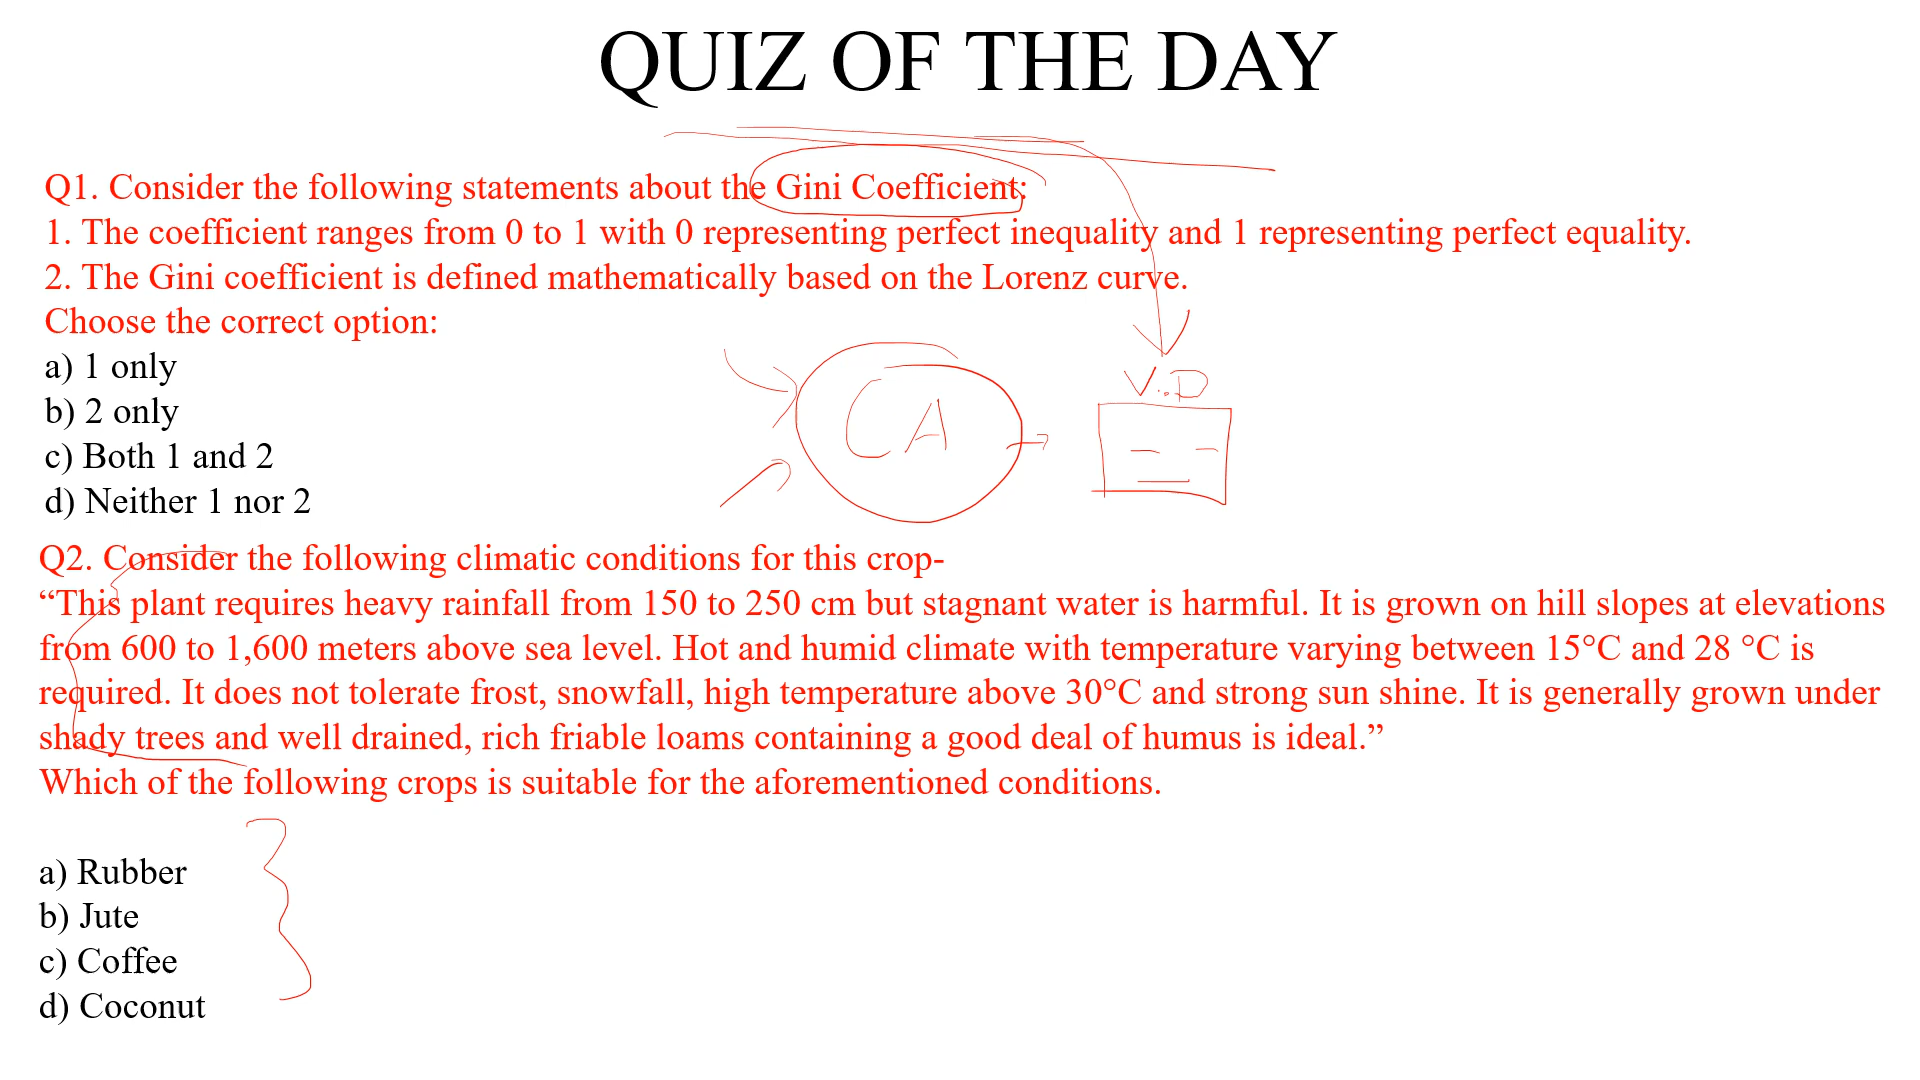 QUIZ OF THE DAY
Q1. Consider the following statements about the Gini Coefficient:
1. The coefficient ranges from 0 to 1 with 0 representing perfect inequality and 1 representing perfect equality.
2. The Gini coefficient is defined mathematically based on the Lorenz curve.
Choose the correct option:
a) 1 only
b) 2 only
c) Both 1 and 2
d) Neither 1 nor 2
CA
V.D
Q2. Consider the following climatic conditions for this crop-
“This plant requires heavy rainfall from 150 to 250 cm but stagnant water is harmful. It is grown on hill slopes at elevations
from 600 to 1,600 meters above sea level. Hot and humid climate with temperature varying between 15°C and 28 °C is
required. It does not tolerate frost, snowfall, high temperature above 30°C and strong sun shine. It is generally grown under
shady trees and well drained, rich friable loams containing a good deal of humus is ideal.”
Which of the following crops is suitable for the aforementioned conditions.
a) Rubber
b) Jute
c) Coffee
d) Coconut